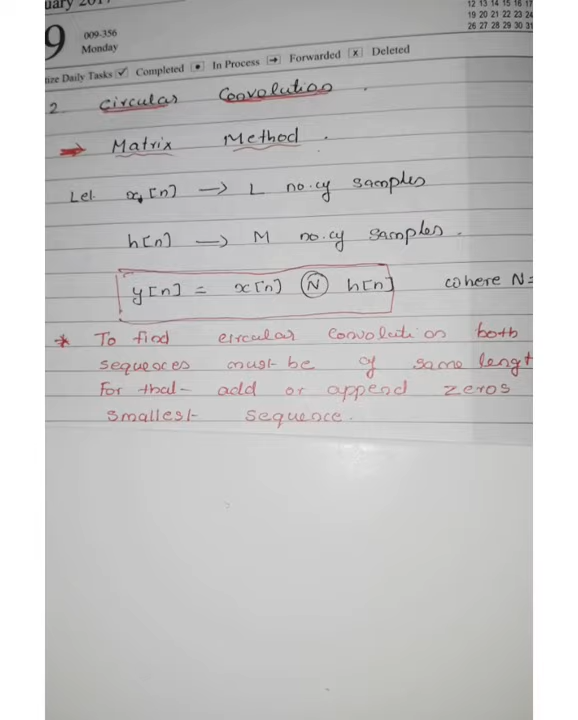 uary 2017
12 13 14 15 16 17
19 20 21 22 23 24
26 27 28 29 30 31
9
009-356
Monday
Daily Tasks ✓ Completed • In Process → Forwarded x Deleted
2 Circular Convolution.
→ Matrix Method.
Let. x[n] → L no. of samples
h[n] → M no. of samples.
y[n] = x[n] Ⓝ h[n] where N=
* To find circular convolution both
sequences must be of same lengt
For that add or append zeros
smallest sequence.